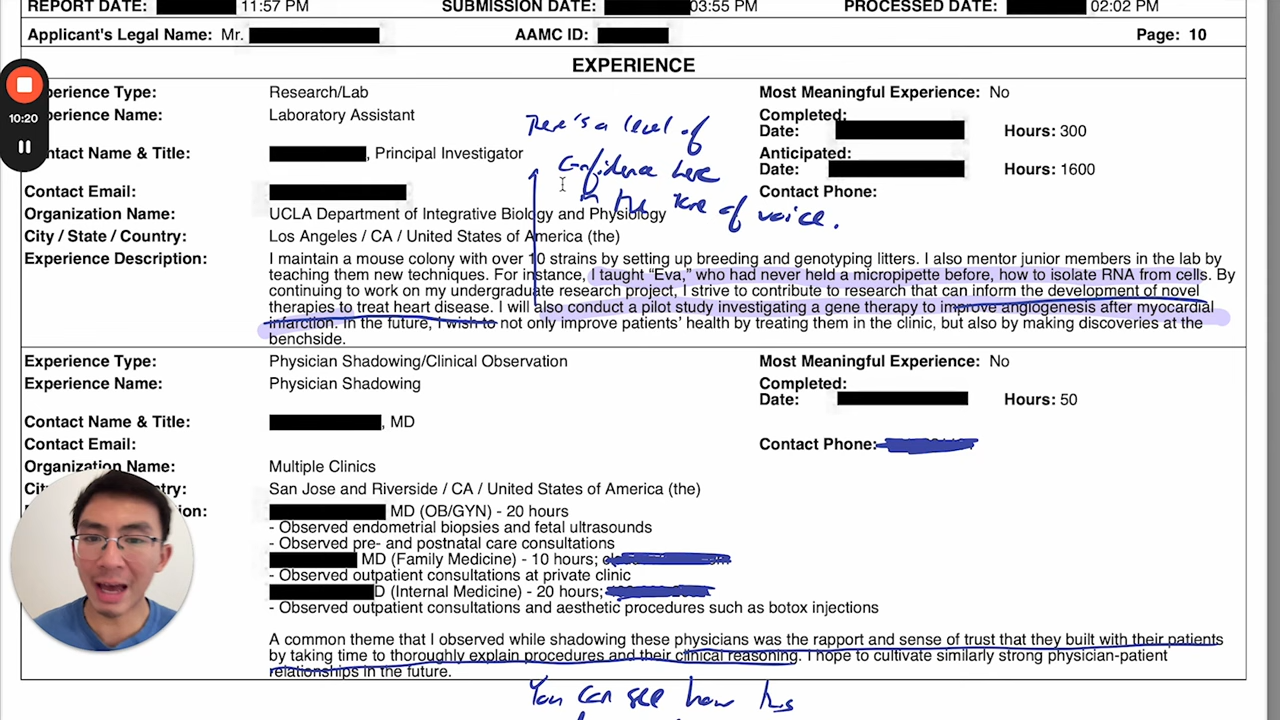 REPORT DATE: 11:57 PM SUBMISSION DATE: 03:55 PM PROCESSED DATE: 02:02 PM
Applicant's Legal Name: Mr. AAMC ID: Page: 10
EXPERIENCE
10:20
perience Type: Research/Lab Most Meaningful Experience: No
perience Name: Laboratory Assistant Completed:
Date: Hours: 300
There's a level of
confidence here
in the tone of voice.
ntact Name & Title: , Principal Investigator Anticipated:
Date: Hours: 1600
Contact Email: Contact Phone:
Organization Name: UCLA Department of Integrative Biology and Physiology
City / State / Country: Los Angeles / CA / United States of America (the)
Experience Description: I maintain a mouse colony with over 10 strains by setting up breeding and genotyping litters. I also mentor junior members in the lab by
teaching them new techniques. For instance, I taught “Eva,” who had never held a micropipette before, how to isolate RNA from cells. By
continuing to work on my undergraduate research project, I strive to contribute to research that can inform the development of novel
therapies to treat heart disease. I will also conduct a pilot study investigating a gene therapy to improve angiogenesis after myocardial
infarction. In the future, I wish to not only improve patients' health by treating them in the clinic, but also by making discoveries at the
benchside.
Experience Type: Physician Shadowing/Clinical Observation Most Meaningful Experience: No
Experience Name: Physician Shadowing Completed:
Date: Hours: 50
Contact Name & Title: , MD
Contact Email: Contact Phone:
Organization Name: Multiple Clinics
Cit ntry: San Jose and Riverside / CA / United States of America (the)
ion: MD (OB/GYN) - 20 hours
- Observed endometrial biopsies and fetal ultrasounds
- Observed pre- and postnatal care consultations
MD (Family Medicine) - 10 hours;
- Observed outpatient consultations at private clinic
D (Internal Medicine) - 20 hours;
- Observed outpatient consultations and aesthetic procedures such as botox injections
A common theme that I observed while shadowing these physicians was the rapport and sense of trust that they built with their patients
by taking time to thoroughly explain procedures and their clinical reasoning. I hope to cultivate similarly strong physician-patient
relationships in the future.
You can see how this